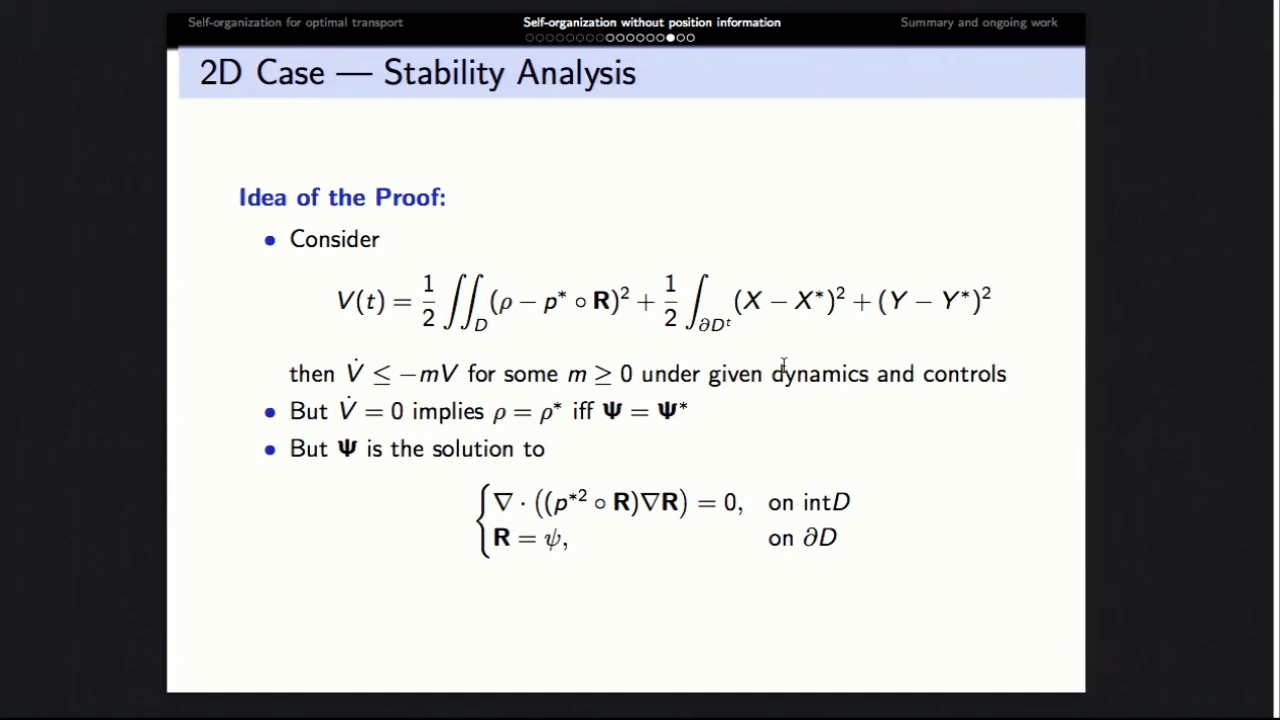 Self-organization for optimal transport Self-organization without position information Summary and ongoing work
2D Case — Stability Analysis
Idea of the Proof:
• Consider
V(t) = 1/2 ∬_D (ρ − p* ∘ R)² + 1/2 ∫_∂Dᵗ (X − X*)² + (Y − Y*)²
then V̇ ≤ −mV for some m ≥ 0 under given dynamics and controls
• But V̇ = 0 implies ρ = ρ* iff Ψ = Ψ*
• But Ψ is the solution to
{ ∇ · ((p*² ∘ R)∇R) = 0, on intD
R = ψ, on ∂D